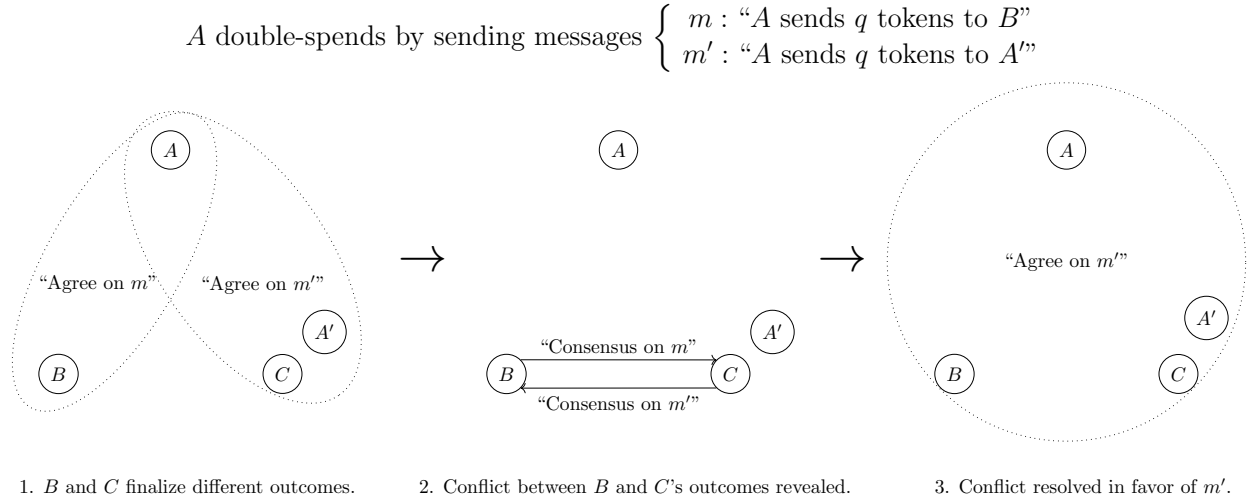 A double-spends by sending messages { m : “A sends q tokens to B”
m′ : “A sends q tokens to A′”
A
“Agree on m” “Agree on m′”
A′
B C
→
A
A′
“Consensus on m”
B C
“Consensus on m′”
→
A
“Agree on m′”
A′
B C
1. B and C finalize different outcomes.
2. Conflict between B and C’s outcomes revealed.
3. Conflict resolved in favor of m′.